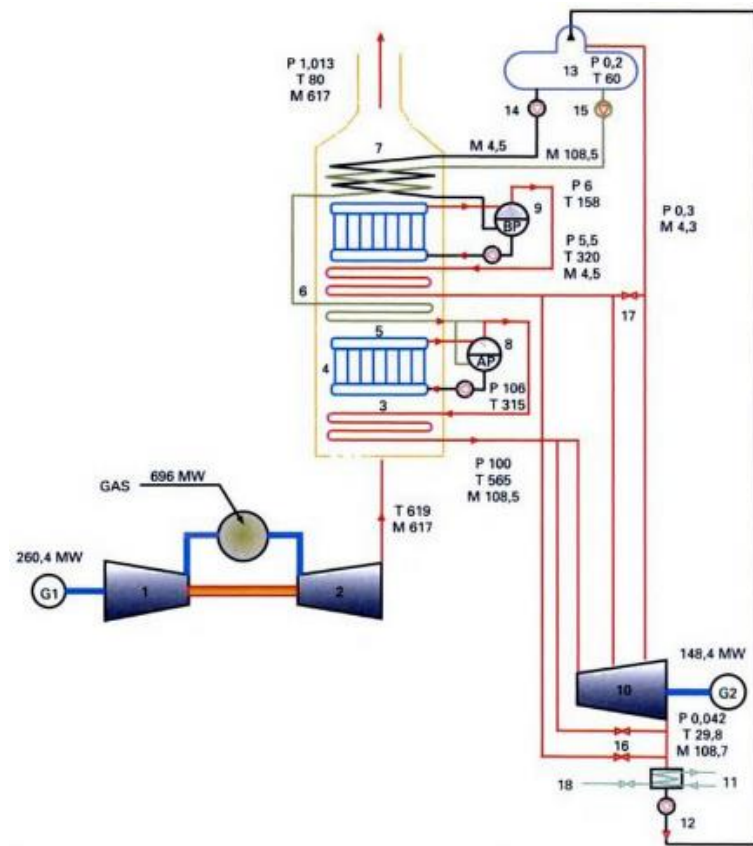 P 1,013
T 80
M 617
13
P 0,2
T 60
14
15
7
M 4,5
M 108,5
9
BP
P 6
T 158
P 5,5
T 320
M 4,5
P 0,3
M 4,3
6
17
5
8
AP
4
P 106
T 315
3
P 100
T 565
M 108,5
GAS
696 MW
T 619
M 617
260,4 MW
G1
1
2
148,4 MW
10
G2
P 0,042
T 29,8
M 108,7
16
18
11
12